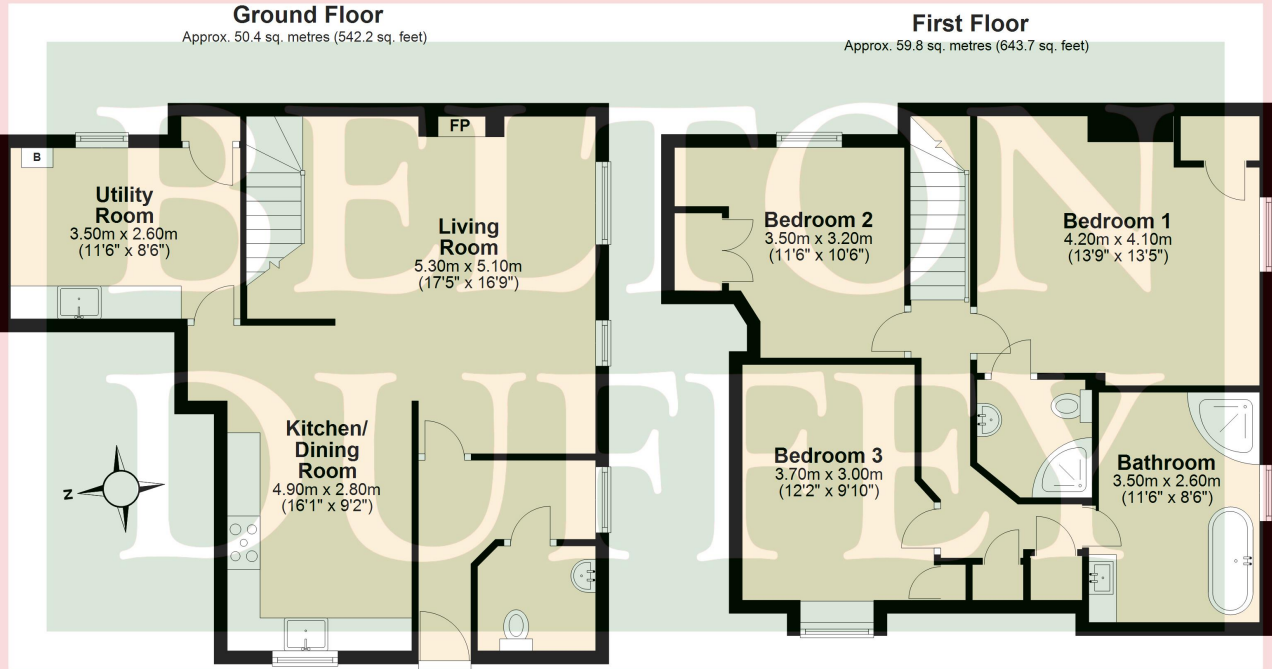 Ground Floor
Approx. 50.4 sq. metres (542.2 sq. feet)
First Floor
Approx. 59.8 sq. metres (643.7 sq. feet)
BELTON
DUFFEY
FP
B
Utility
Room
3.50m x 2.60m
(11'6" x 8'6")
Living
Room
5.30m x 5.10m
(17'5" x 16'9")
Kitchen/
Dining
Room
4.90m x 2.80m
(16'1" x 9'2")
N
Bedroom 2
3.50m x 3.20m
(11'6" x 10'6")
Bedroom 1
4.20m x 4.10m
(13'9" x 13'5")
Bedroom 3
3.70m x 3.00m
(12'2" x 9'10")
Bathroom
3.50m x 2.60m
(11'6" x 8'6")